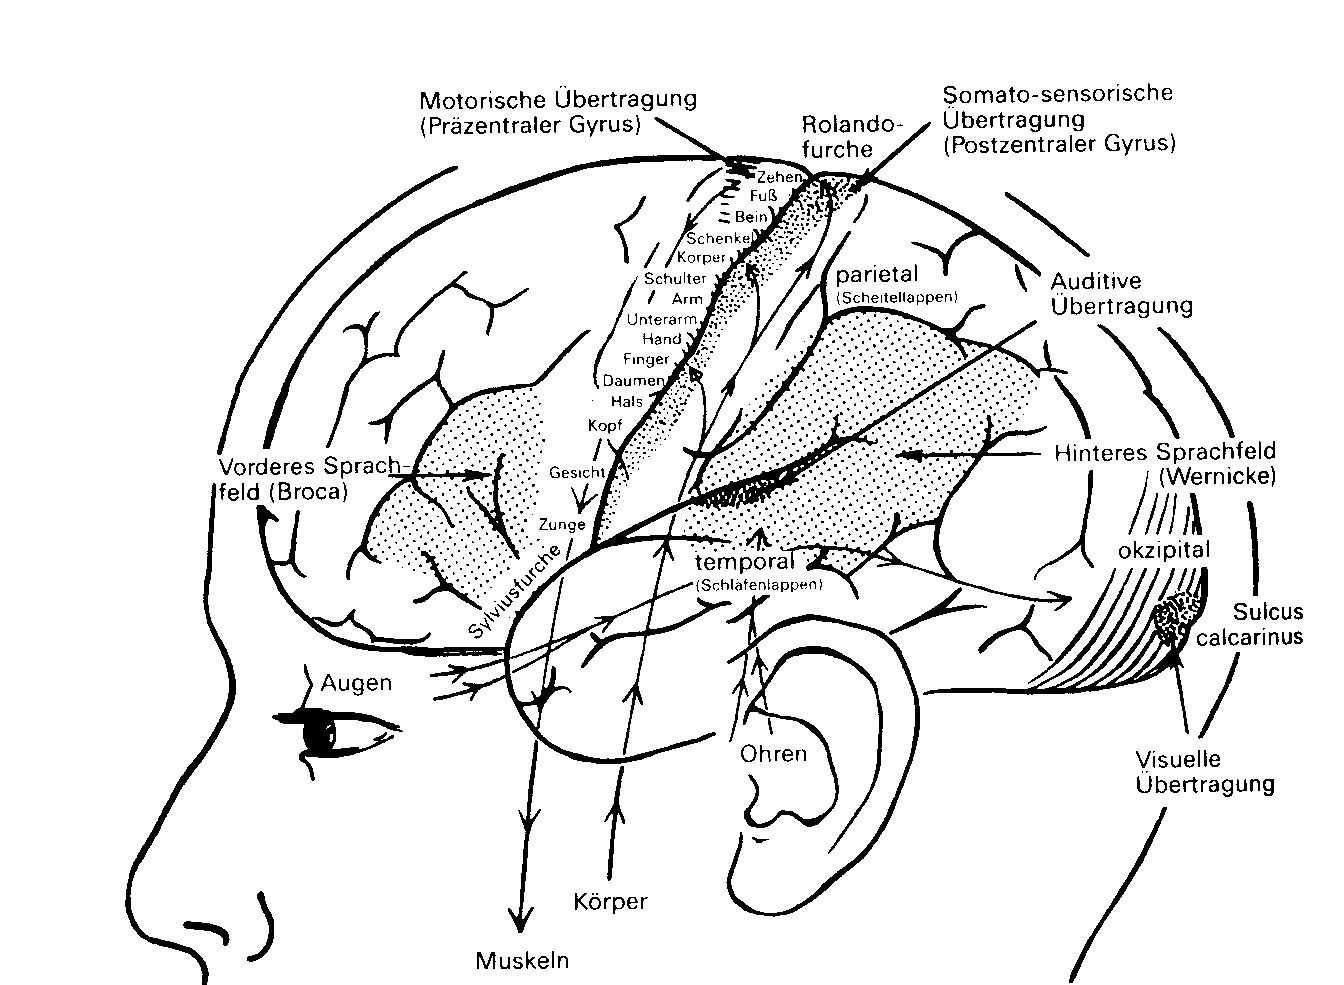 Motorische Übertragung
(Präzentraler Gyrus)
Rolando-
furche
Somato-sensorische
Übertragung
(Postzentraler Gyrus)
Zehen
Fuß
Bein
Schenkel
Korper
Schulter
Arm
Unterarm
Hand
Finger
Daumen
Hals
Kopf
Gesicht
Zunge
parietal
(Scheitellappen)
Auditive
Übertragung
Vorderes Sprach-
feld (Broca)
Hinteres Sprachfeld
(Wernicke)
Sylviusfurche
temporal
(Schläfenlappen)
okzipital
Sulcus
calcarinus
Augen
Ohren
Visuelle
Übertragung
Körper
Muskeln